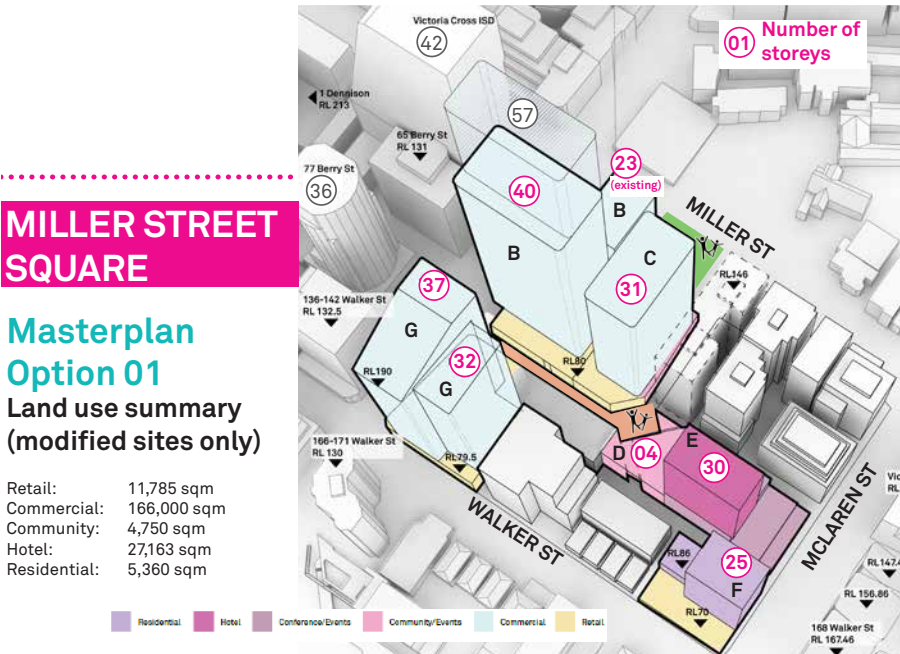 MILLER STREET
SQUARE
Masterplan
Option 01
Land use summary
(modified sites only)
Retail: 11,785 sqm
Commercial: 166,000 sqm
Community: 4,750 sqm
Hotel: 27,163 sqm
Residential: 5,360 sqm
01 Number of
storeys
Victoria Cross ISD
42
1 Dennison
RL 213
57
65 Berry St
RL 131
77 Berry St
36
23
(existing)
40
B
B
C
MILLER ST
31
RL146
136-142 Walker St
RL 132.5
37
G
32
G
RL190
RL80
166-171 Walker St
RL 130
RL79.5
D
04
E
30
WALKER ST
MCLAREN ST
Vic
RL
RL86
25
F
RL70
RL147.4
RL 156.86
168 Walker St
RL 167.46
Residential
Hotel
Conference/Events
Community/Events
Commercial
Retail